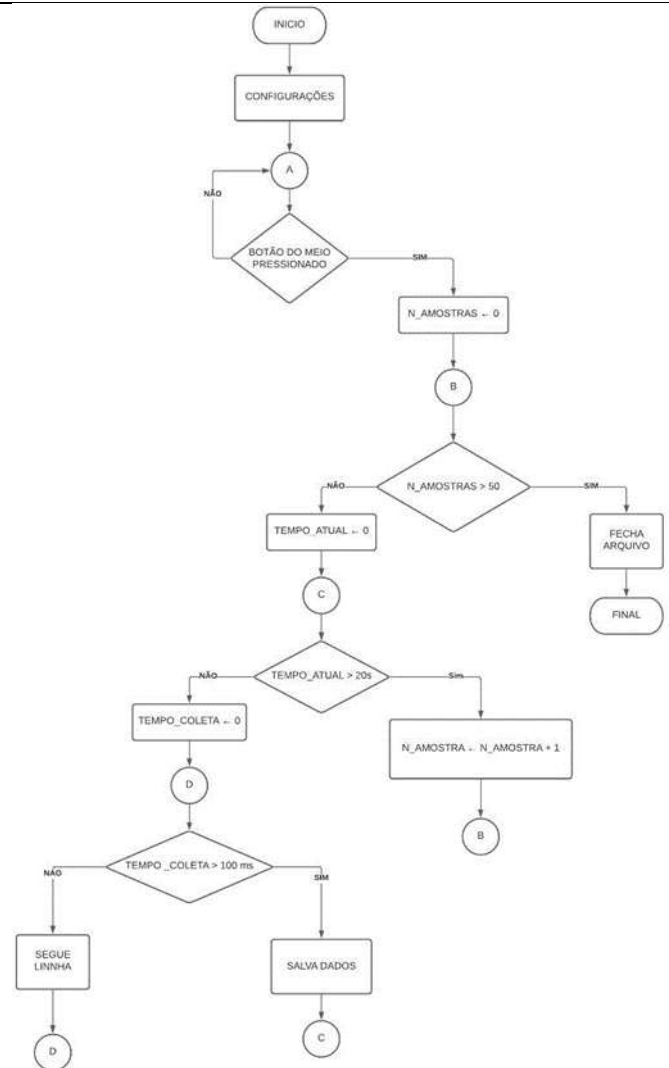 INICIO
CONFIGURAÇÕES
A
NÃO
BOTÃO DO MEIO
PRESSIONADO
SIM
N_AMOSTRAS ← 0
B
N_AMOSTRAS > 50
NÃO
SIM
TEMPO_ATUAL ← 0
FECHA
ARQUIVO
C
FINAL
TEMPO_ATUAL > 20s
NÃO
Sim
TEMPO_COLETA ← 0
N_AMOSTRA ← N_AMOSTRA + 1
D
B
TEMPO _COLETA > 100 ms
NÃO
SIM
SEGUE
LINNHA
SALVA DADOS
D
C